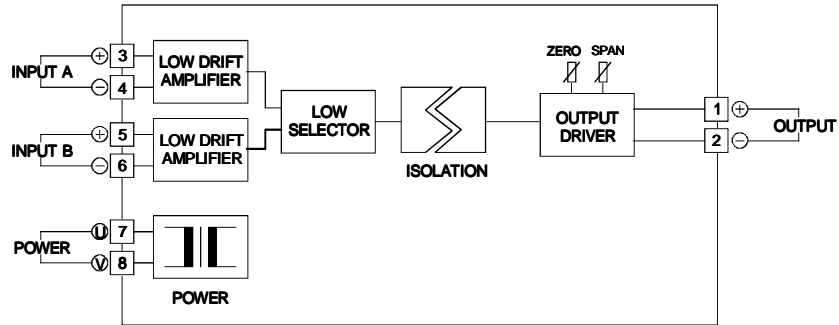 INPUT A
+ 3
- 4
LOW DRIFT
AMPLIFIER
INPUT B
+ 5
- 6
LOW DRIFT
AMPLIFIER
LOW
SELECTOR
ISOLATION
ZERO SPAN
OUTPUT
DRIVER
1 +
2 -
OUTPUT
POWER
U 7
V 8
POWER